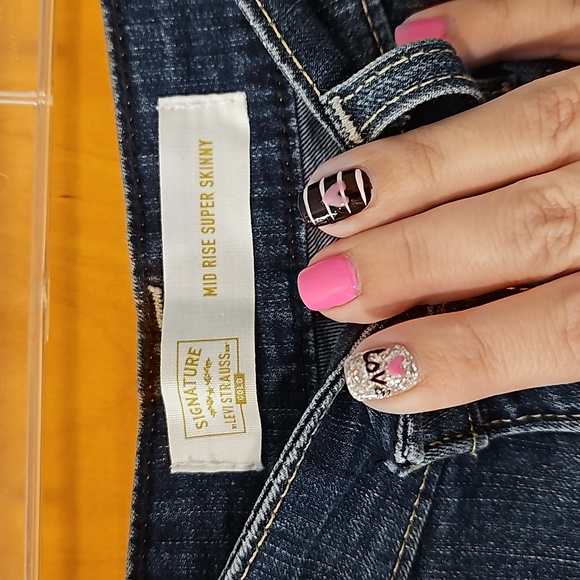 SIGNATURE
BY LEVI STRAUSS & CO.
GOLD
MID RISE SUPER SKINNY
LOVE